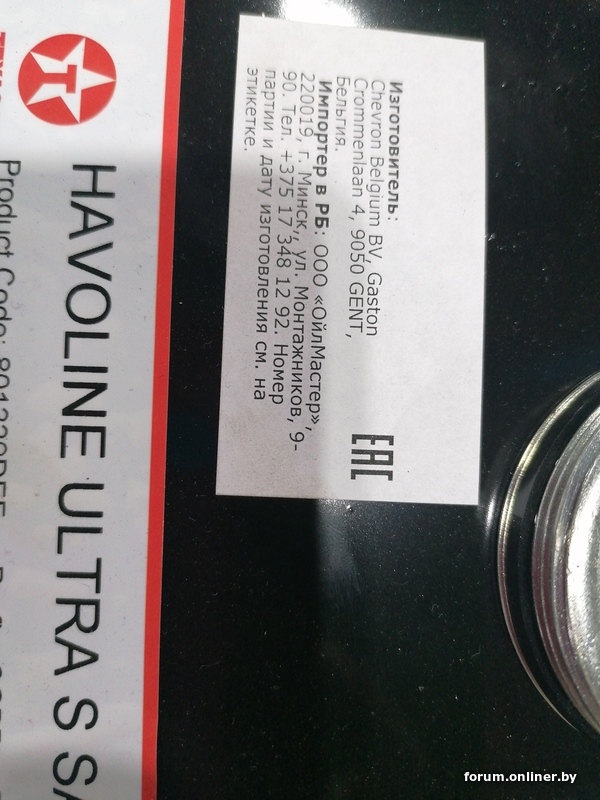 Изготовитель:
Chevron Belgium BV, Gaston
Crommenlaan 4, 9050 GENT,
Бельгия.
Импортер в РБ: ООО «ОйлМастер»,
220019, г. Минск,, ул. Монтажников, 9-
90. Тел. +375 17 348 12 92. Номер
партии и дату изготовления см. на
этикетке.
EAC
T
HAVOLINE ULTRA S
Product Code:
forum.onliner.by